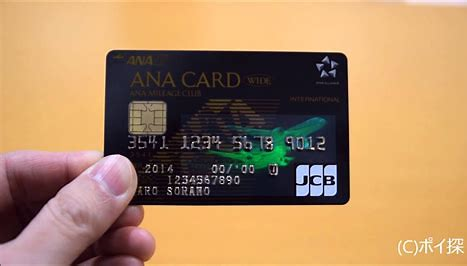 ANA
ANA CARD WIDE
ANA MILEAGE CLUB
INTERNATIONAL
3541 1234 5678 9012
2014 00/00
1234567890
ARO SORANO
JCB
(C)ポイ探